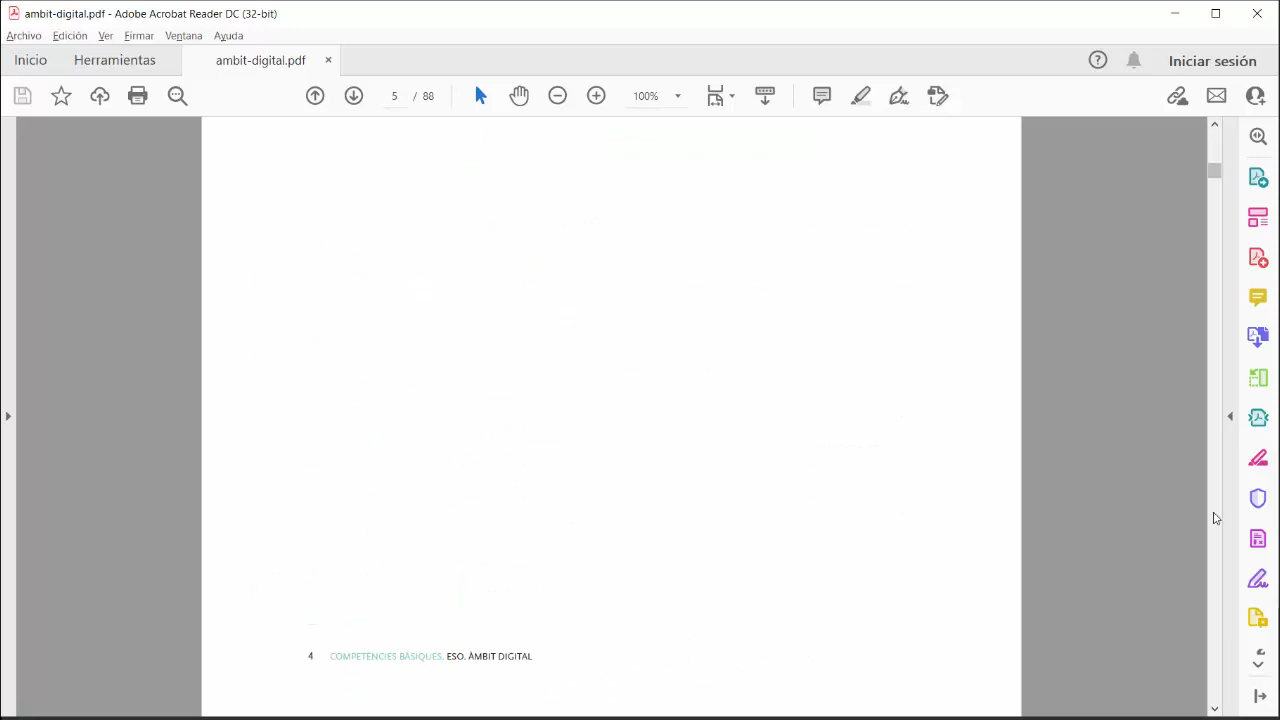 ambit-digital.pdf - Adobe Acrobat Reader DC (32-bit)
Archivo Edición Ver Firmar Ventana Ayuda
Inicio Herramientas ambit-digital.pdf × Iniciar sesión
5 / 88 100%
4 COMPETÈNCIES BÀSIQUES. ESO. ÀMBIT DIGITAL